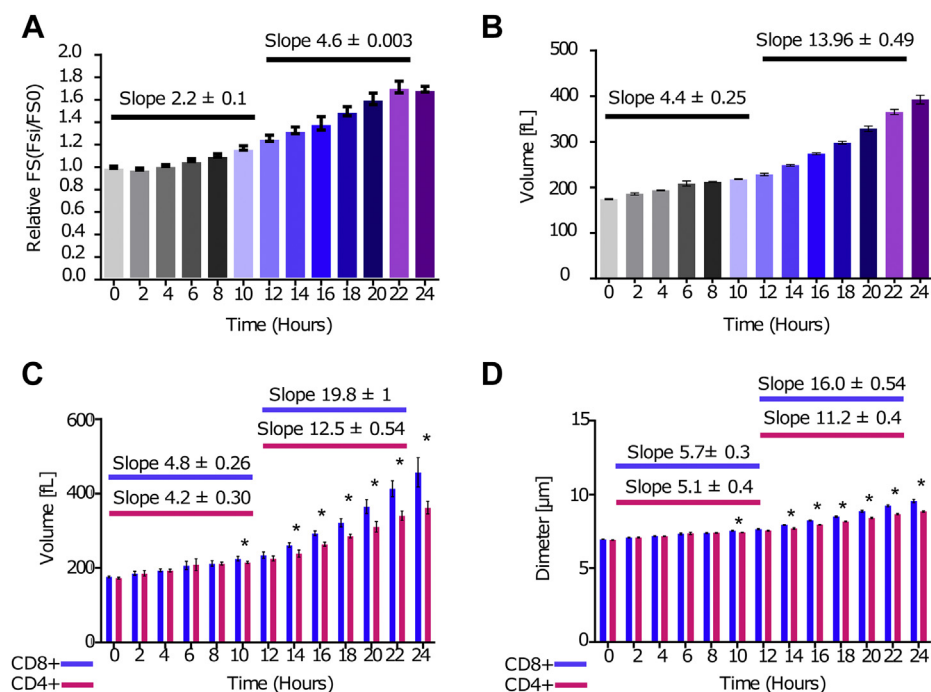 A
Slope 4.6 ± 0.003
Slope 2.2 ± 0.1
Relative FS(Fsi/FS0)
2.0
1.8
1.6
1.4
1.2
1.0
0.8
0.6
0.4
0.2
0.0
0 2 4 6 8 10 12 14 16 18 20 22 24
Time (Hours)
B
Slope 13.96 ± 0.49
Slope 4.4 ± 0.25
Volume [fL]
500
400
300
200
100
0
0 2 4 6 8 10 12 14 16 18 20 22 24
Time (Hours)
C
Slope 19.8 ± 1
Slope 12.5 ± 0.54
Slope 4.8 ± 0.26
Slope 4.2 ± 0.30
Volume [fL]
600
400
200
0
* * * * * * *
0 2 4 6 8 10 12 14 16 18 20 22 24
Time (Hours)
CD8+
CD4+
D
Slope 16.0 ± 0.54
Slope 11.2 ± 0.4
Slope 5.7± 0.3
Slope 5.1 ± 0.4
Dimeter [µm]
15
10
5
0
* * * * * * *
0 2 4 6 8 10 12 14 16 18 20 22 24
Time (Hours)
CD8+
CD4+